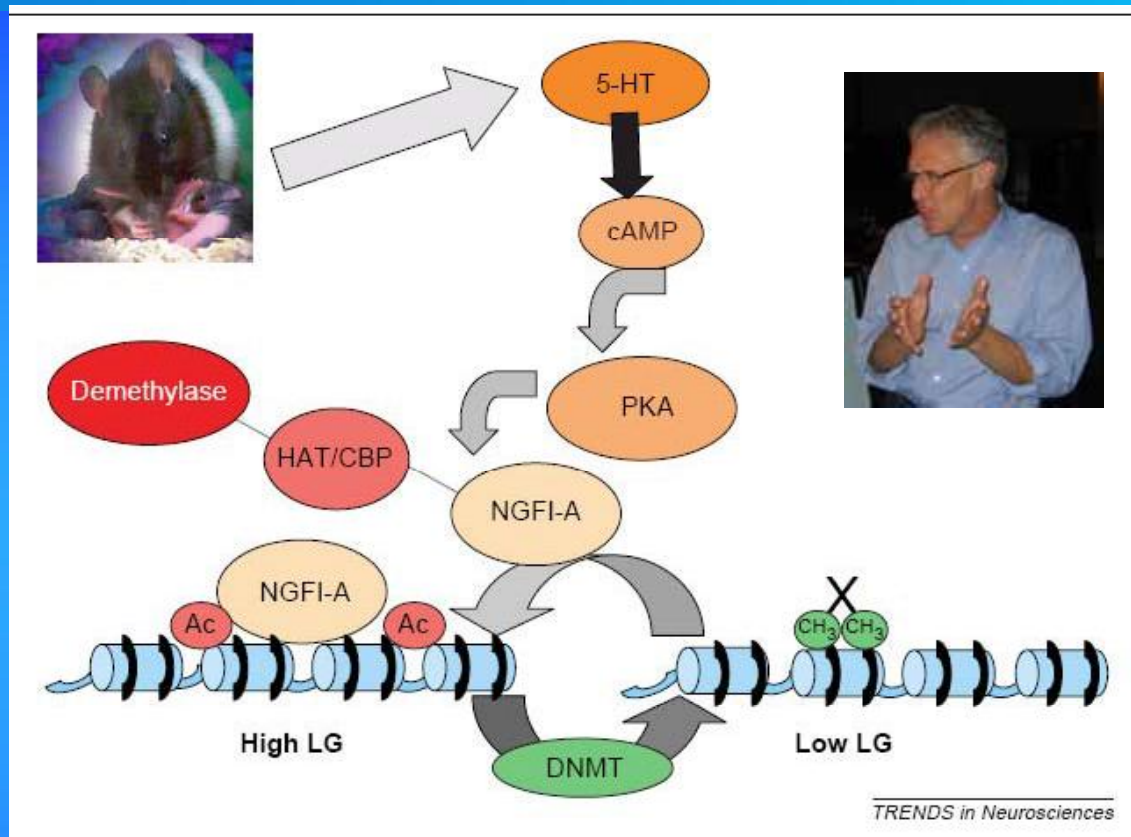 5-HT
cAMP
PKA
Demethylase
HAT/CBP
NGFI-A
NGFI-A
Ac
Ac
X
CH₃
CH₃
High LG
Low LG
DNMT
TRENDS in Neurosciences